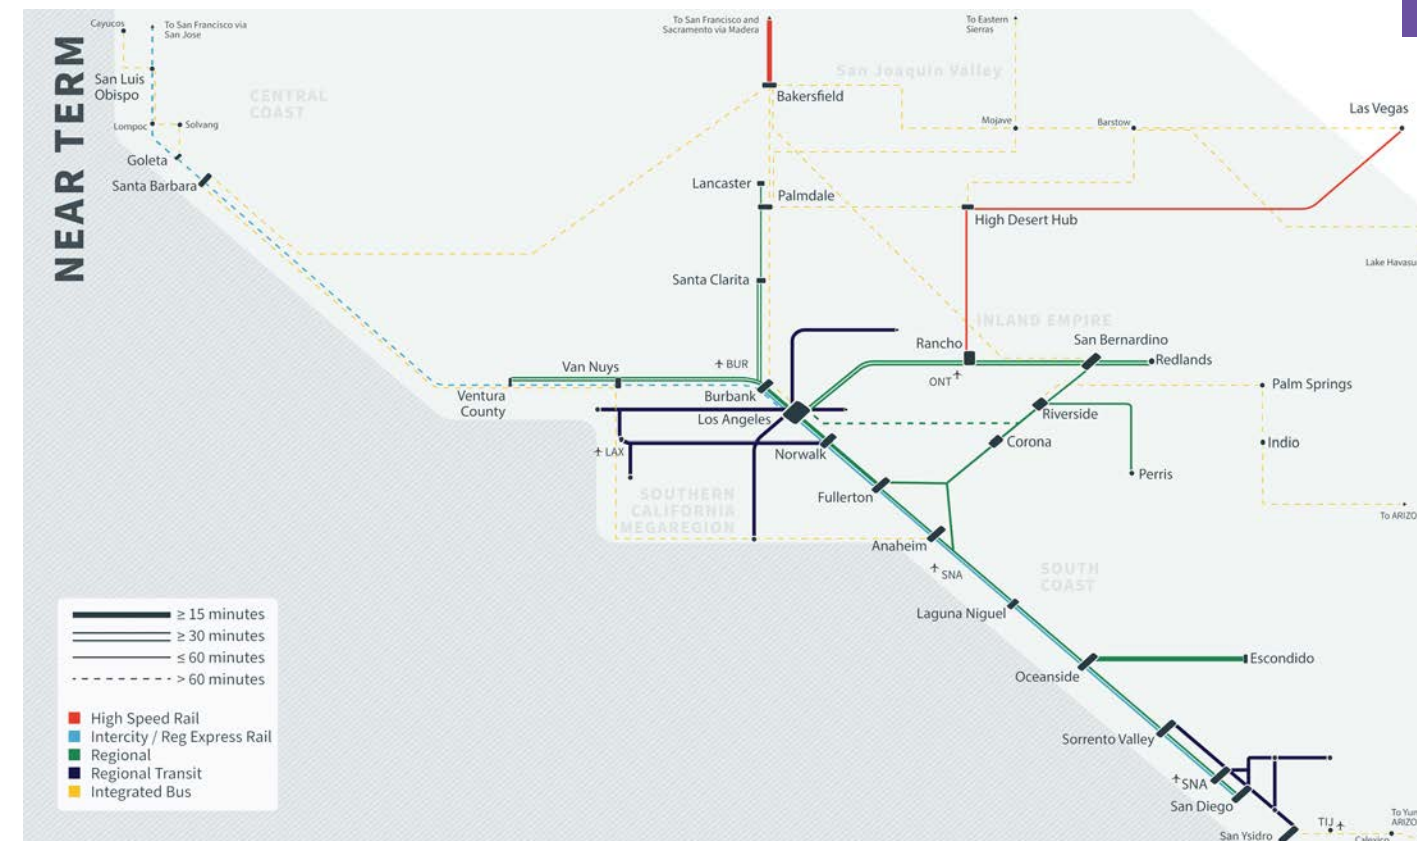 NEAR TERM
Cayucos
To San Francisco via
San Jose
San Luis
Obispo
Lompoc
Solvang
Goleta
Santa Barbara
CENTRAL
COAST
To San Francisco and
Sacramento via Madera
Bakersfield
San Joaquin Valley
To Eastern
Sierras
Mojave
Barstow
Las Vegas
Lancaster
Palmdale
High Desert Hub
Lake Havasu
Santa Clarita
INLAND EMPIRE
Rancho
San Bernardino
Redlands
ONT
BUR
Van Nuys
Ventura
County
Burbank
Los Angeles
Palm Springs
Riverside
Corona
Indio
Perris
LAX
Norwalk
Fullerton
SOUTHERN
CALIFORNIA
MEGAREGION
To ARIZO
Anaheim
SNA
SOUTH
COAST
Laguna Niguel
Oceanside
Escondido
Sorrento Valley
SNA
San Diego
San Ysidro
TIJ
To Yum
ARIZO
Calexico
≥ 15 minutes
≥ 30 minutes
≤ 60 minutes
> 60 minutes
High Speed Rail
Intercity / Reg Express Rail
Regional
Regional Transit
Integrated Bus